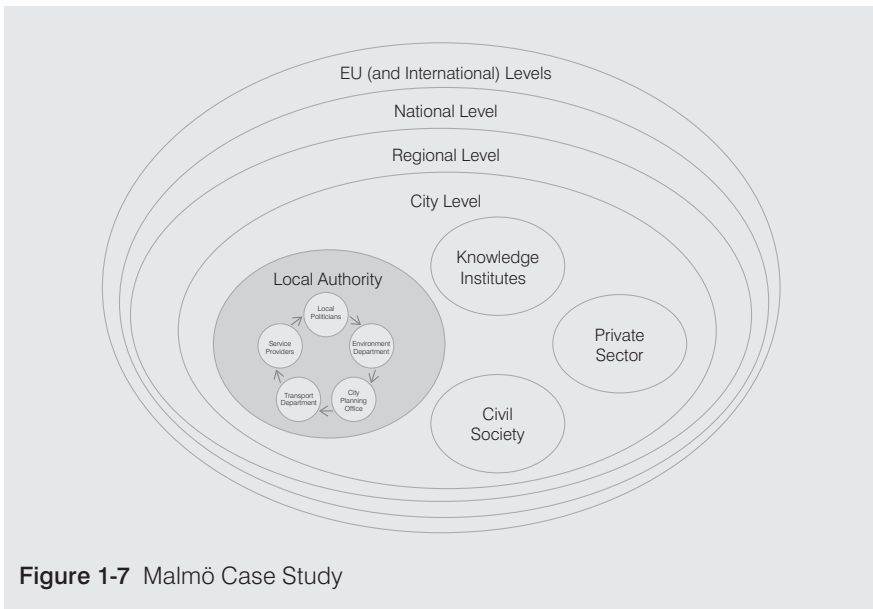 EU (and International) Levels
National Level
Regional Level
City Level
Knowledge
Institutes
Local Authority
Local
Politicians
Environment
Department
City
Planning
Office
Transport
Department
Service
Providers
Private
Sector
Civil
Society
Figure 1-7 Malmö Case Study